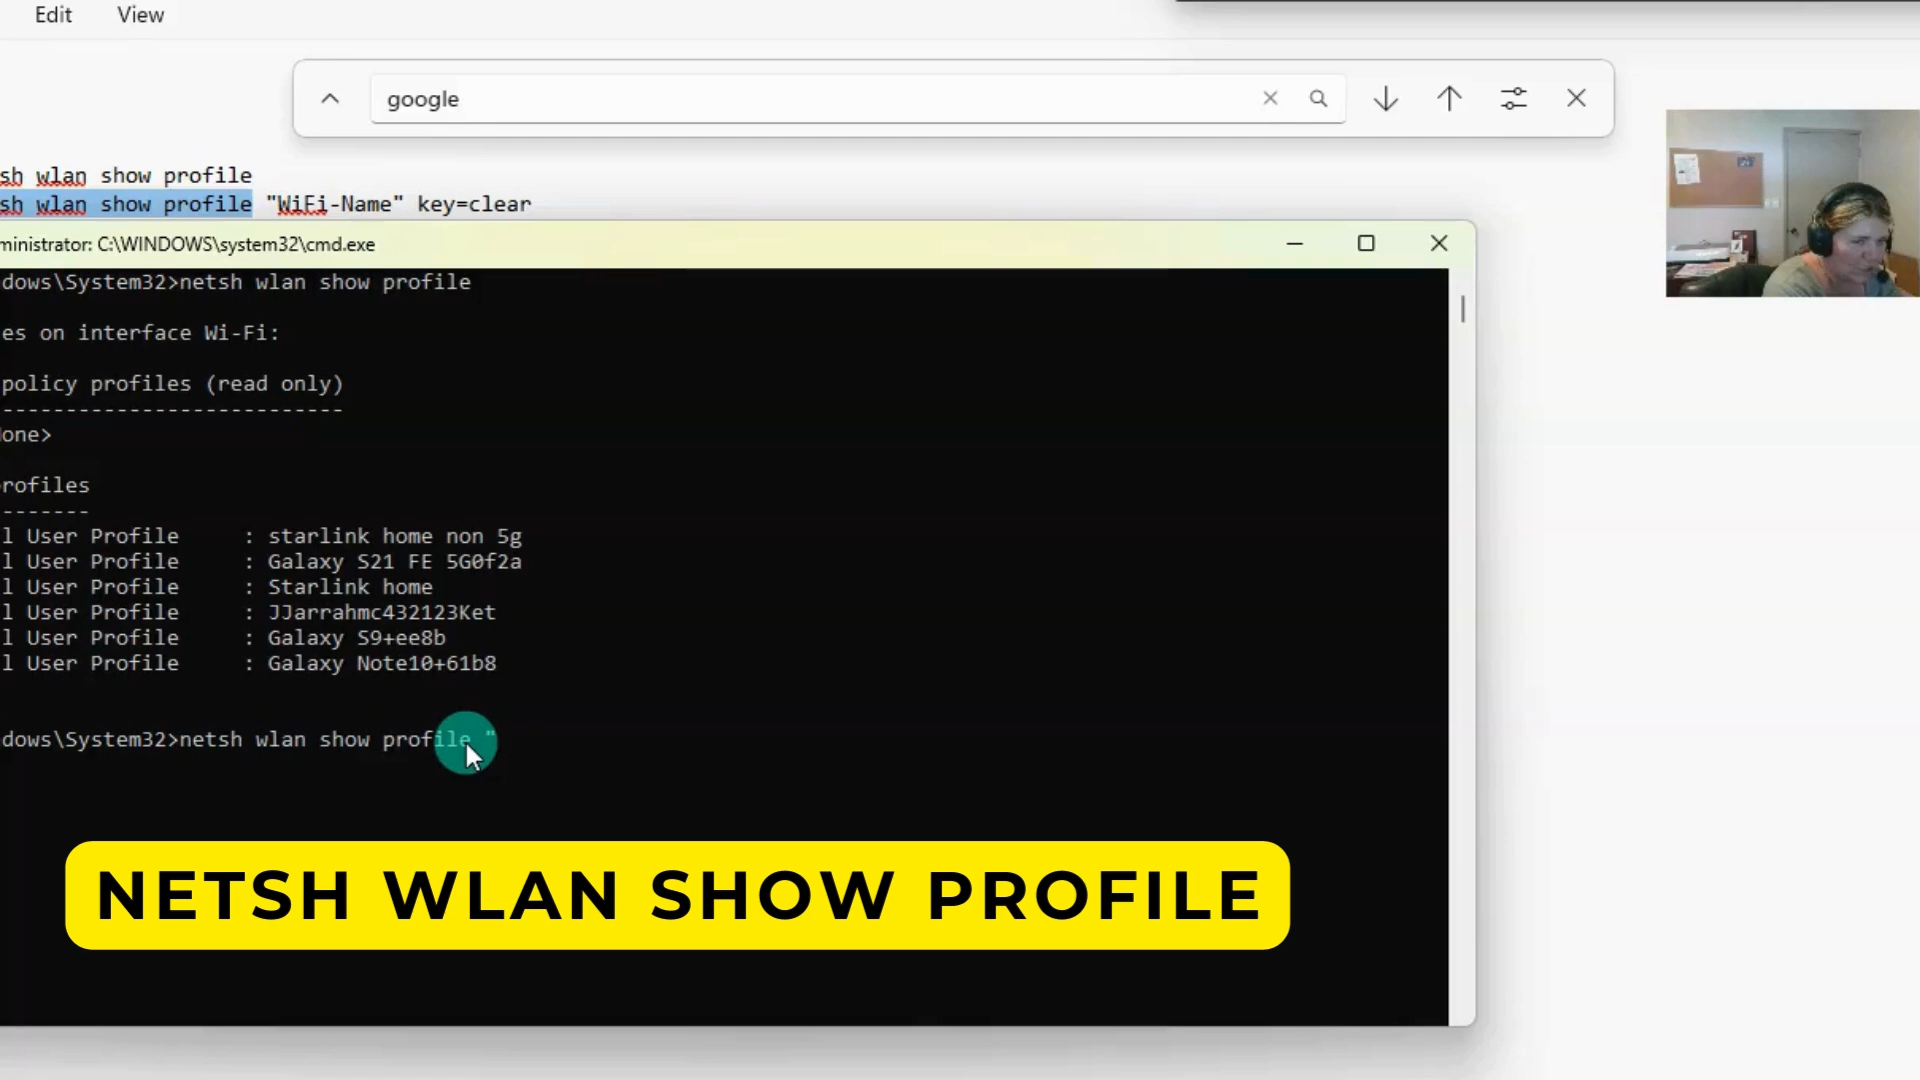 Edit View
google
sh wlan show profile
sh wlan show profile "WiFi-Name" key=clear
ministrator: C:\WINDOWS\system32\cmd.exe
dows\System32>netsh wlan show profile
es on interface Wi-Fi:
policy profiles (read only)
---------------------------
one>
rofiles
-------
l User Profile     : starlink home non 5g
l User Profile     : Galaxy S21 FE 5G0f2a
l User Profile     : Starlink home
l User Profile     : JJarrahmc432123Ket
l User Profile     : Galaxy S9+ee8b
l User Profile     : Galaxy Note10+61b8
dows\System32>netsh wlan show profile "
NETSH WLAN SHOW PROFILE